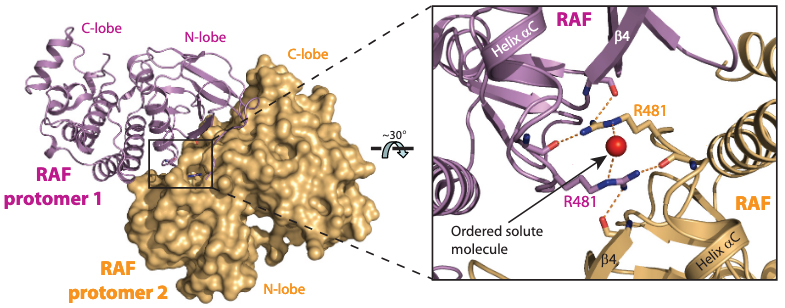 C-lobe
N-lobe
C-lobe
RAF
protomer 1
RAF
protomer 2
N-lobe
~30°
RAF
Helix αC
β4
R481
R481
RAF
Ordered solute
molecule
β4
Helix αC